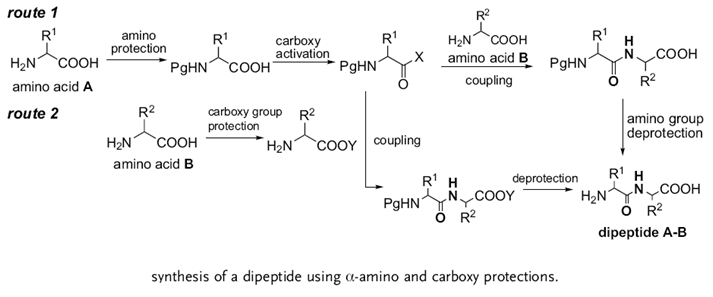 route 1
R¹
H₂N COOH
amino acid A
amino
protection
R¹
PgHN COOH
carboxy
activation
R¹
PgHN X
O
R²
H₂N COOH
amino acid B
coupling
R¹ H
N COOH
PgHN
O R²
route 2
R²
H₂N COOH
amino acid B
carboxy group
protection
R²
H₂N COOY
coupling
amino group
deprotection
R¹ H
N COOY
PgHN
O R²
deprotection
R¹ H
N COOH
H₂N
O R²
dipeptide A-B
synthesis of a dipeptide using α-amino and carboxy protections.